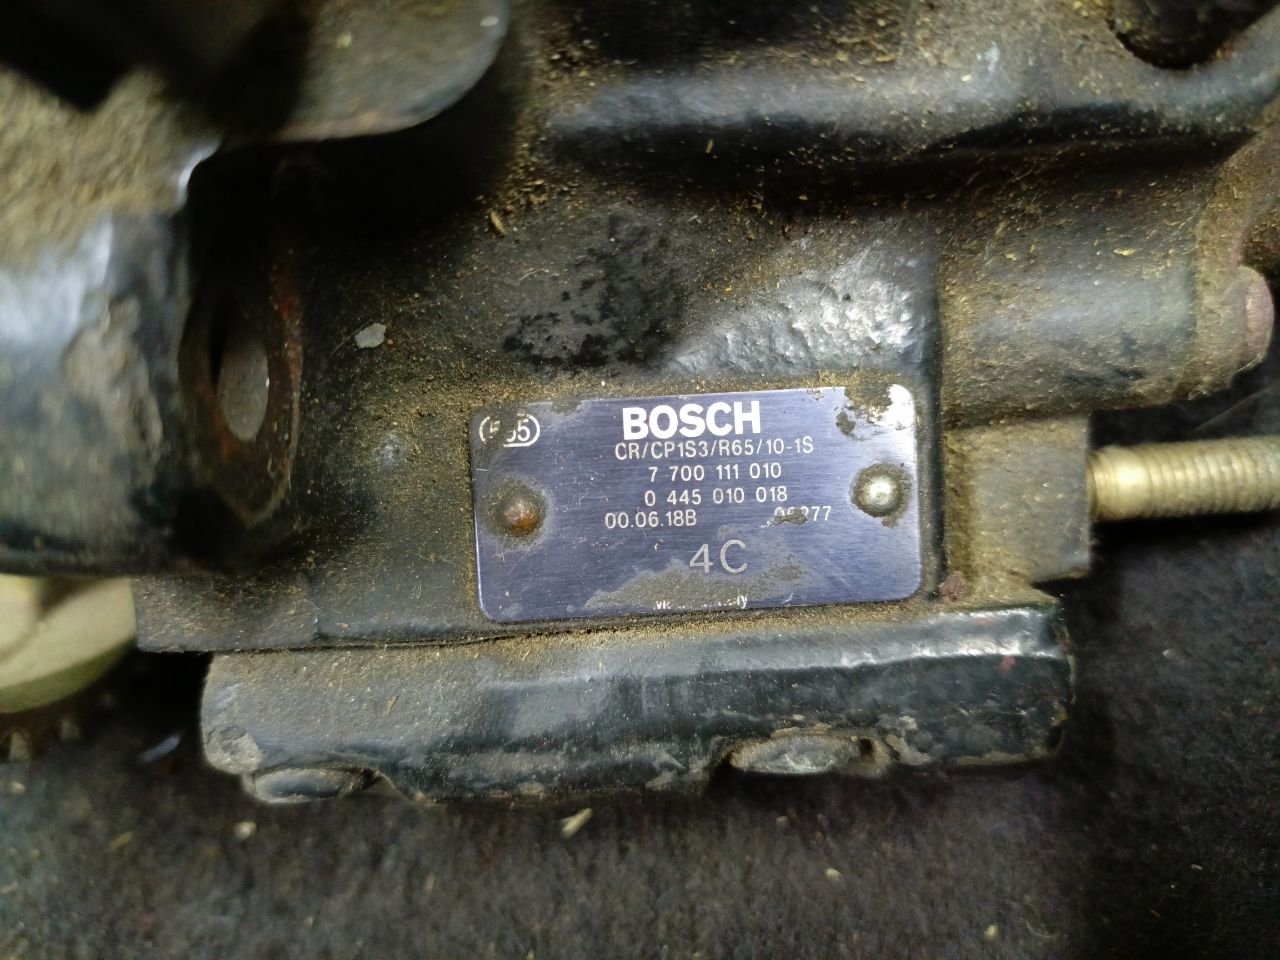 BOSCH
CR/CP1S3/R65/10-1S
7 700 111 010
0 445 010 018
00.06.18B
4C